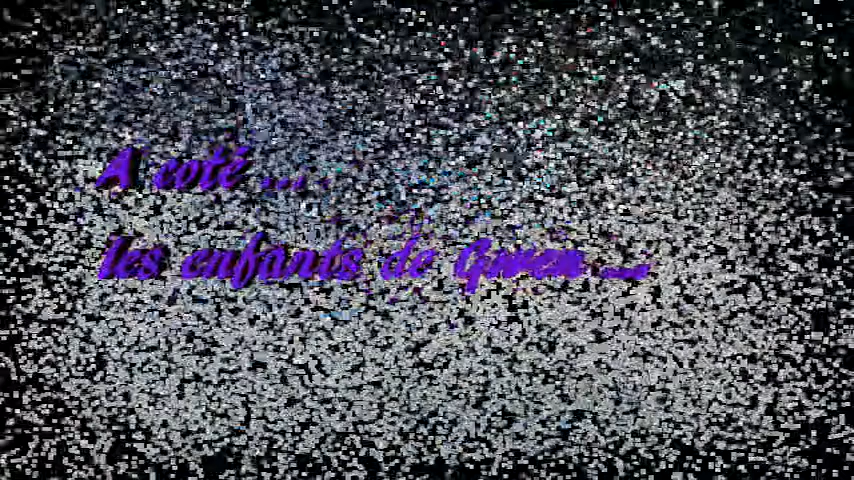 A coté ....
les enfants de Gwen ....